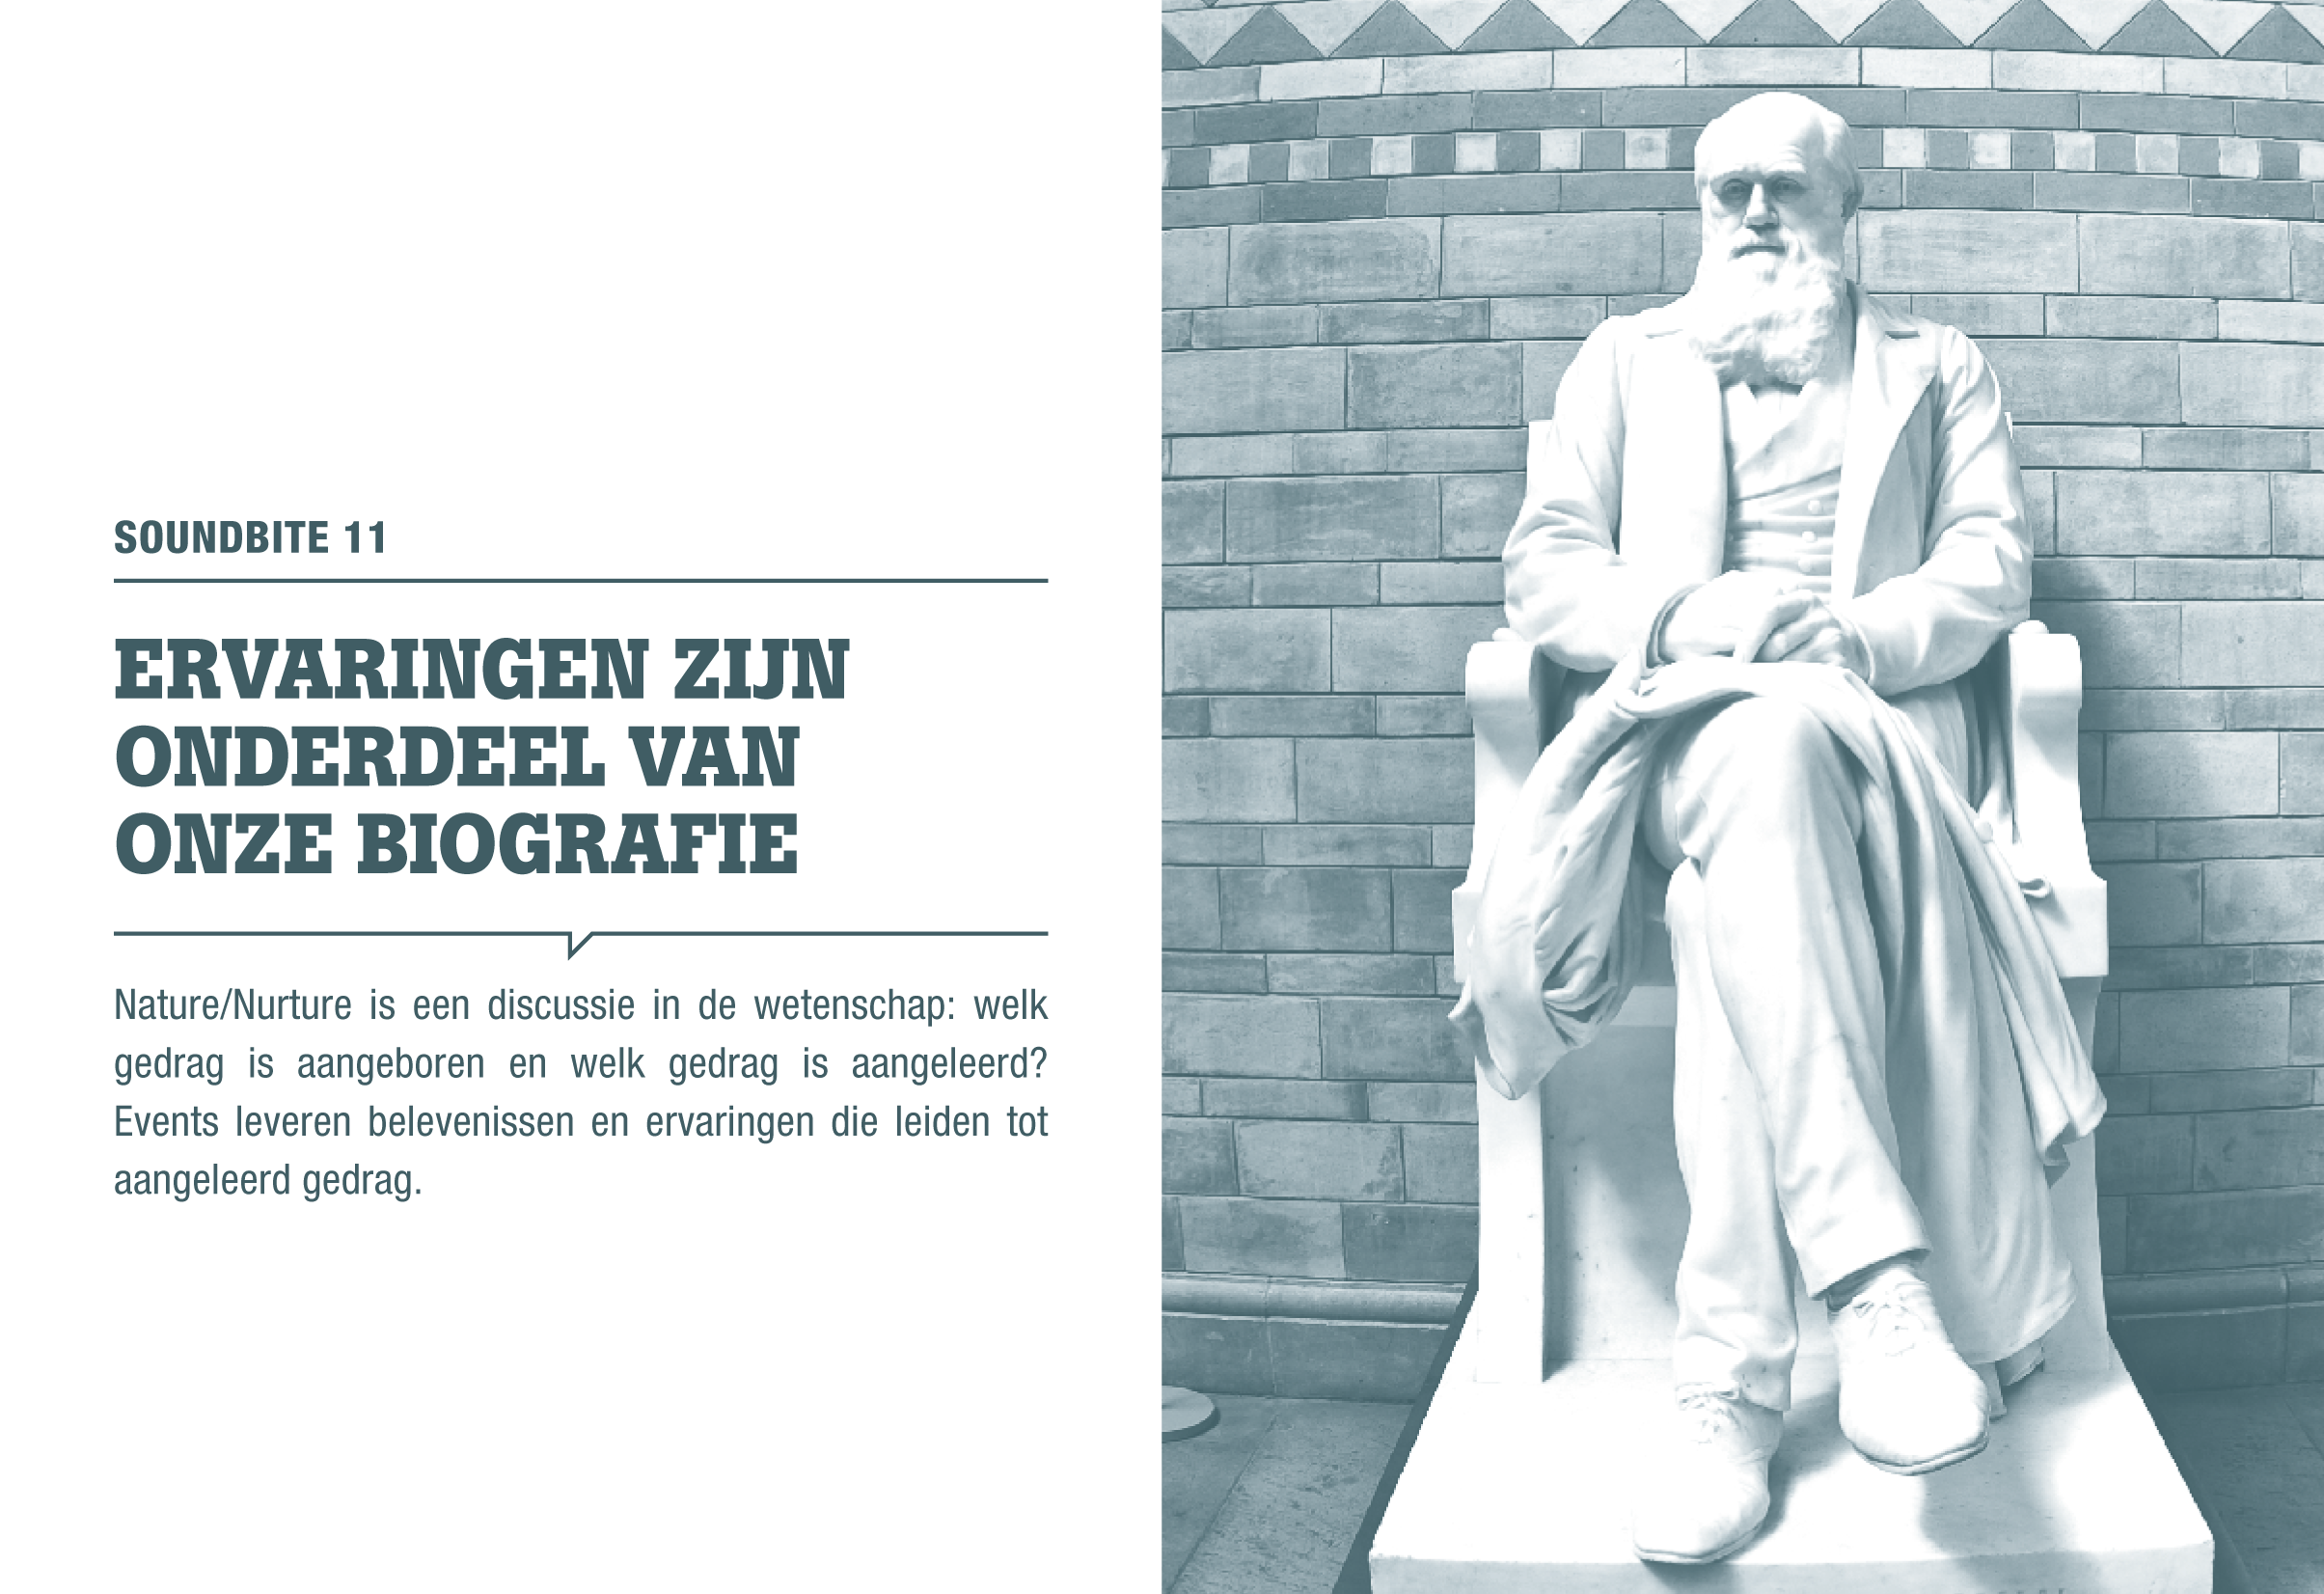 SOUNDBITE 11
ERVARINGEN ZIJN
ONDERDEEL VAN
ONZE BIOGRAFIE
Nature/Nurture is een discussie in de wetenschap: welk
gedrag is aangeboren en welk gedrag is aangeleerd?
Events leveren belevenissen en ervaringen die leiden tot
aangeleerd gedrag.